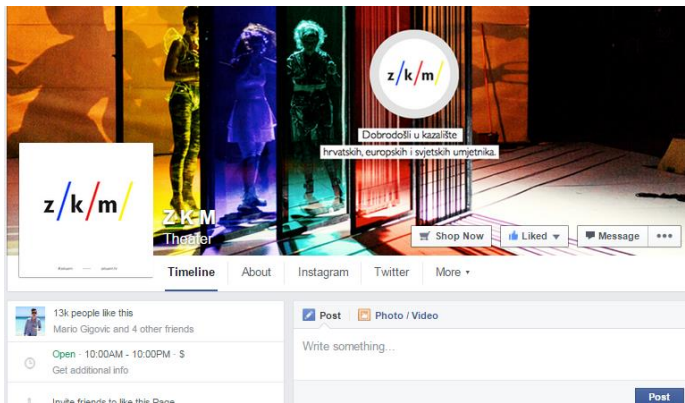 z/k/m/
Dobrodošli u kazalište
hrvatskih, europskih i svjetskih umjetnika.
z/k/m/
Z K M
Theater
Shop Now
Liked
Message
Timeline
About
Instagram
Twitter
More
13k people like this
Mario Gigovic and 4 other friends
Open · 10:00AM - 10:00PM · $
Get additional info
Invite friends to like this Page
Post
Photo / Video
Write something...
Post